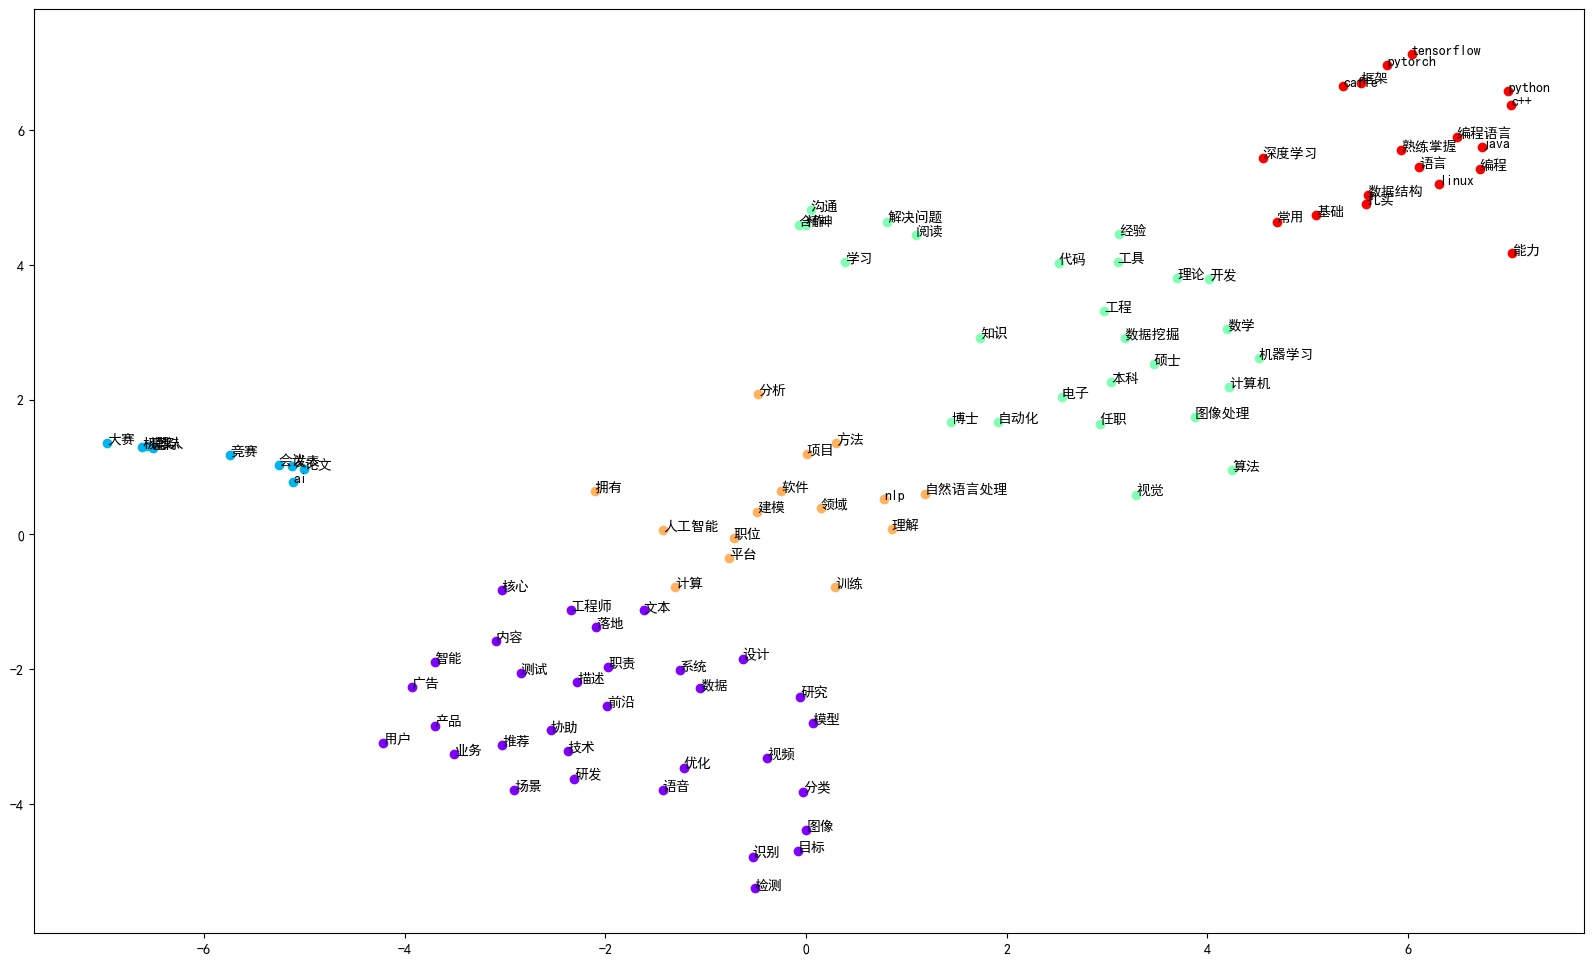 tensorflow
pytorch
框架
python
c++
编程语言
java
熟练掌握
深度学习
语言
编程
linux
数据结构
扎实
沟通
常用
基础
解决问题
阅读
经验
能力
学习
代码
工具
理论
开发
工程
数学
知识
数据挖掘
硕士
机器学习
本科
计算机
分析
电子
博士
自动化
任职
图像处理
大赛
方法
竞赛
项目
论文
算法
ai
拥有
软件
nlp
自然语言处理
视觉
建模
领域
人工智能
职位
理解
平台
核心
计算
训练
工程师
文本
落地
内容
智能
测试
职责
系统
设计
广告
描述
数据
前沿
研究
产品
协助
模型
用户
业务
推荐
技术
视频
优化
研发
场景
语音
分类
图像
识别
目标
检测
6
4
2
0
−2
−4
−6 −4 −2 0 2 4 6